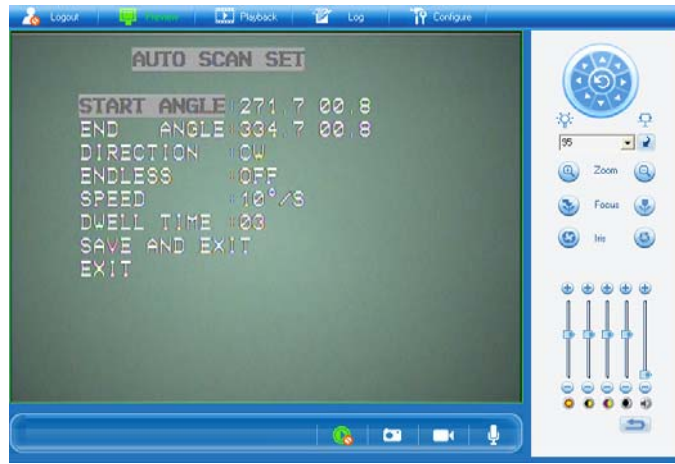 Logout Preview Playback Log Configure
AUTO SCAN SET
START ANGLE:271.7 00.8
END ANGLE:334.7 00.8
DIRECTION :CW
ENDLESS :OFF
SPEED :10°/S
DWELL TIME :03
SAVE AND EXIT
EXIT
95
Zoom
Focus
Iris